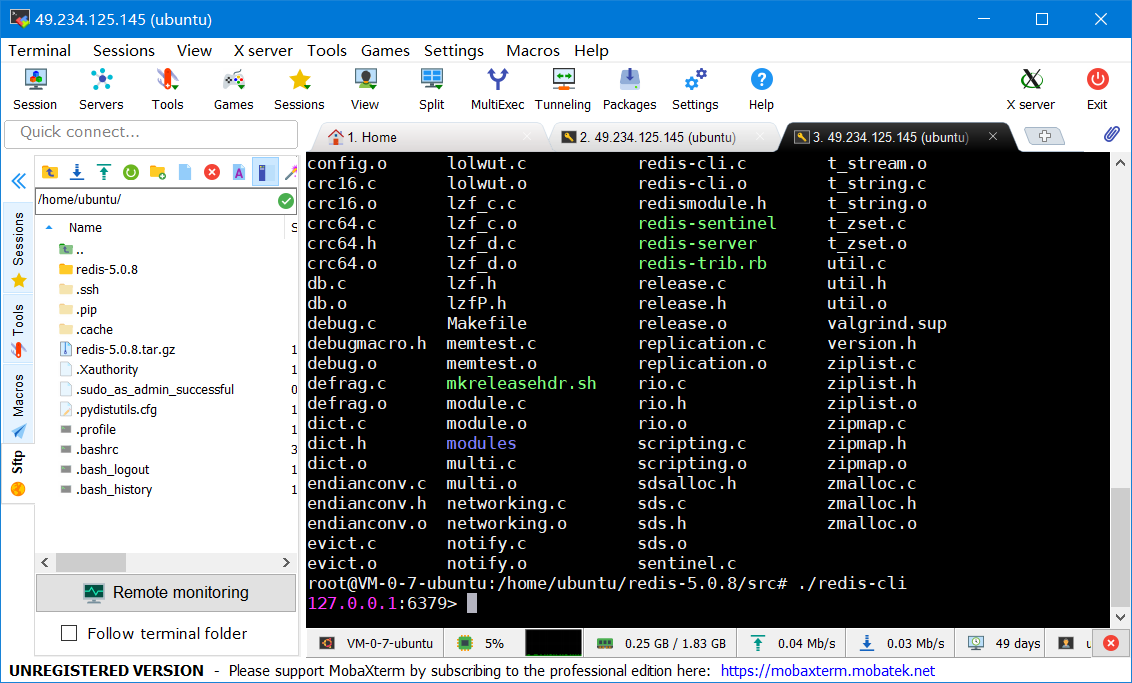 49.234.125.145 (ubuntu)
Terminal Sessions View X server Tools Games Settings Macros Help
Session Servers Tools Games Sessions View Split MultiExec Tunneling Packages Settings Help X server Exit
Quick connect...
1. Home
2. 49.234.125.145 (ubuntu)
3. 49.234.125.145 (ubuntu)
Sessions
Tools
Macros
Sftp
/home/ubuntu/
Name S
..
redis-5.0.8
.ssh
.pip
.cache
redis-5.0.8.tar.gz 1
.Xauthority 1
.sudo_as_admin_successful 0
.pydistutils.cfg 1
.profile 1
.bashrc 3
.bash_logout 1
.bash_history 1
Remote monitoring
Follow terminal folder
config.o lolwut.c redis-cli.c t_stream.o
crc16.c lolwut.o redis-cli.o t_string.c
crc16.o lzf_c.c redismodule.h t_string.o
crc64.c lzf_c.o redis-sentinel t_zset.c
crc64.h lzf_d.c redis-server t_zset.o
crc64.o lzf_d.o redis-trib.rb util.c
db.c lzf.h release.c util.h
db.o lzfP.h release.h util.o
debug.c Makefile release.o valgrind.sup
debugmacro.h memtest.c replication.c version.h
debug.o memtest.o replication.o ziplist.c
defrag.c mkreleasehdr.sh rio.c ziplist.h
defrag.o module.c rio.h ziplist.o
dict.c module.o rio.o zipmap.c
dict.h modules scripting.c zipmap.h
dict.o multi.c scripting.o zipmap.o
endianconv.c multi.o sdsalloc.h zmalloc.c
endianconv.h networking.c sds.c zmalloc.h
endianconv.o networking.o sds.h zmalloc.o
evict.c notify.c sds.o
evict.o notify.o sentinel.c
root@VM-0-7-ubuntu:/home/ubuntu/redis-5.0.8/src# ./redis-cli
127.0.0.1:6379>
VM-0-7-ubuntu 5% 0.25 GB / 1.83 GB 0.04 Mb/s 0.03 Mb/s 49 days u
UNREGISTERED VERSION - Please support MobaXterm by subscribing to the professional edition here: https://mobaxterm.mobatek.net